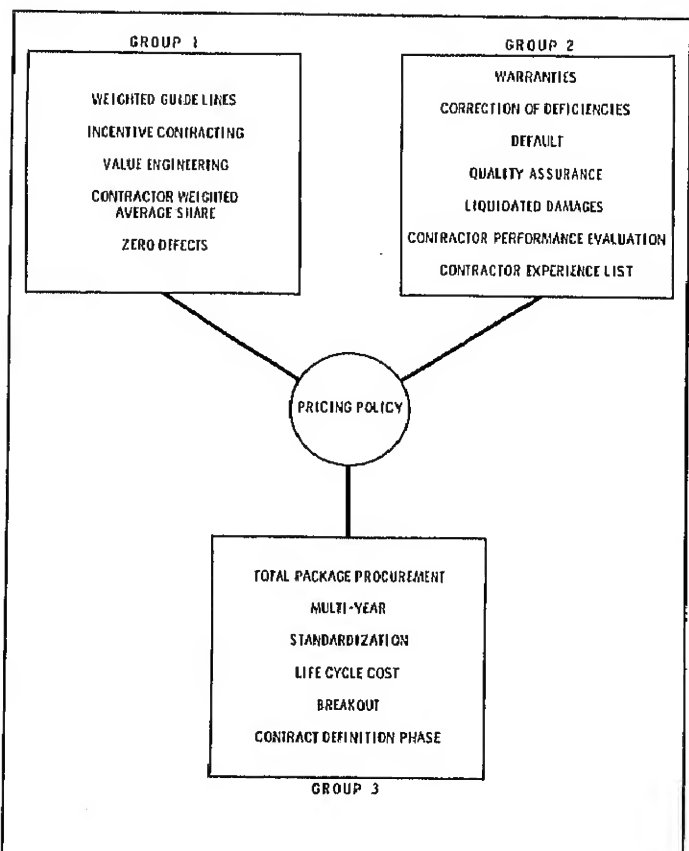 GROUP 1
WEIGHTED GUIDE LINES
INCENTIVE CONTRACTING
VALUE ENGINEERING
CONTRACTOR WEIGHTED
AVERAGE SHARE
ZERO DEFECTS
GROUP 2
WARRANTIES
CORRECTION OF DEFICIENCIES
DEFAULT
QUALITY ASSURANCE
LIQUIDATED DAMAGES
CONTRACTOR PERFORMANCE EVALUATION
CONTRACTOR EXPERIENCE LIST
PRICING POLICY
TOTAL PACKAGE PROCUREMENT
MULTI-YEAR
STANDARDIZATION
LIFE CYCLE COST
BREAKOUT
CONTRACT DEFINITION PHASE
GROUP 3